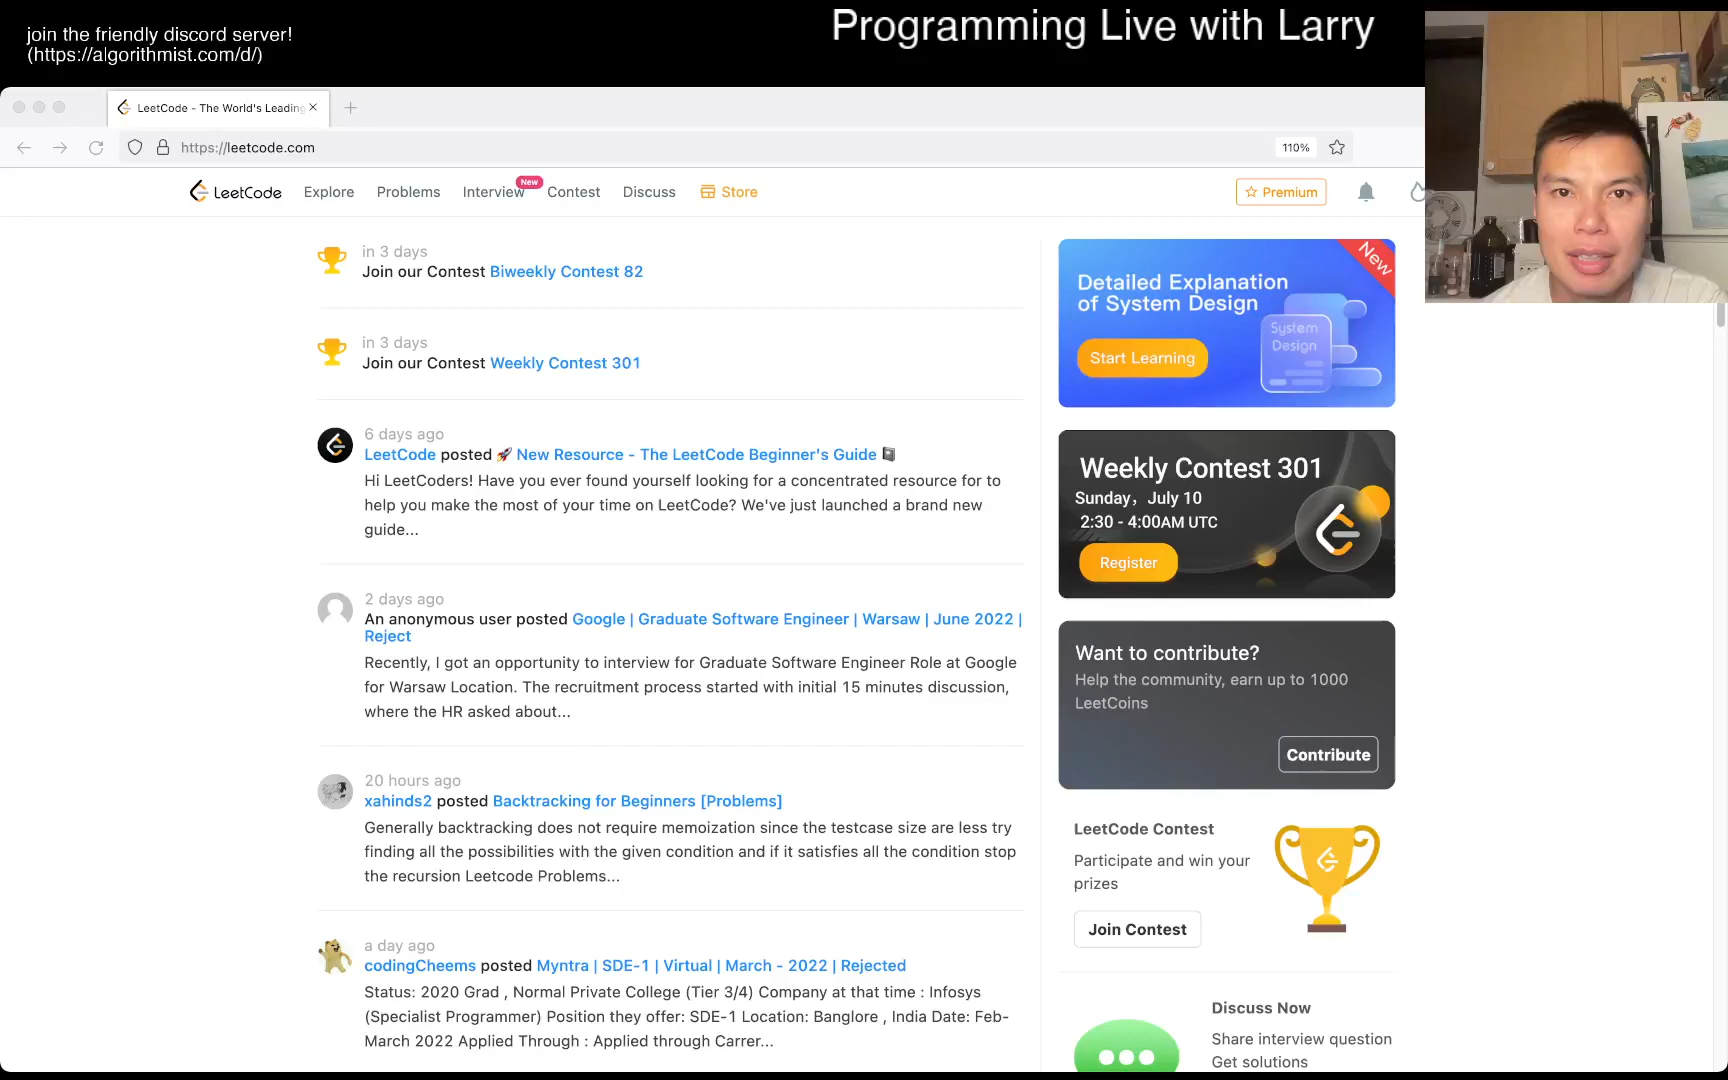 join the friendly discord server!
(https://algorithmist.com/d/)
Programming Live with Larry
LeetCode - The World's Leading
https://leetcode.com
110%
LeetCode
Explore
Problems
Interview
New
Contest
Discuss
Store
Premium
in 3 days
Join our Contest Biweekly Contest 82
in 3 days
Join our Contest Weekly Contest 301
6 days ago
LeetCode posted 🚀 New Resource - The LeetCode Beginner's Guide 📓
Hi LeetCoders! Have you ever found yourself looking for a concentrated resource for to
help you make the most of your time on LeetCode? We've just launched a brand new
guide...
2 days ago
An anonymous user posted Google | Graduate Software Engineer | Warsaw | June 2022 |
Reject
Recently, I got an opportunity to interview for Graduate Software Engineer Role at Google
for Warsaw Location. The recruitment process started with initial 15 minutes discussion,
where the HR asked about...
20 hours ago
xahinds2 posted Backtracking for Beginners [Problems]
Generally backtracking does not require memoization since the testcase size are less try
finding all the possibilities with the given condition and if it satisfies all the condition stop
the recursion Leetcode Problems...
a day ago
codingCheems posted Myntra | SDE-1 | Virtual | March - 2022 | Rejected
Status: 2020 Grad , Normal Private College (Tier 3/4) Company at that time : Infosys
(Specialist Programmer) Position they offer: SDE-1 Location: Banglore , India Date: Feb-
March 2022 Applied Through : Applied through Carrer...
Detailed Explanation
of System Design
New
System
Design
Start Learning
Weekly Contest 301
Sunday, July 10
2:30 - 4:00AM UTC
Register
Want to contribute?
Help the community, earn up to 1000
LeetCoins
Contribute
LeetCode Contest
Participate and win your
prizes
Join Contest
Discuss Now
Share interview question
Get solutions